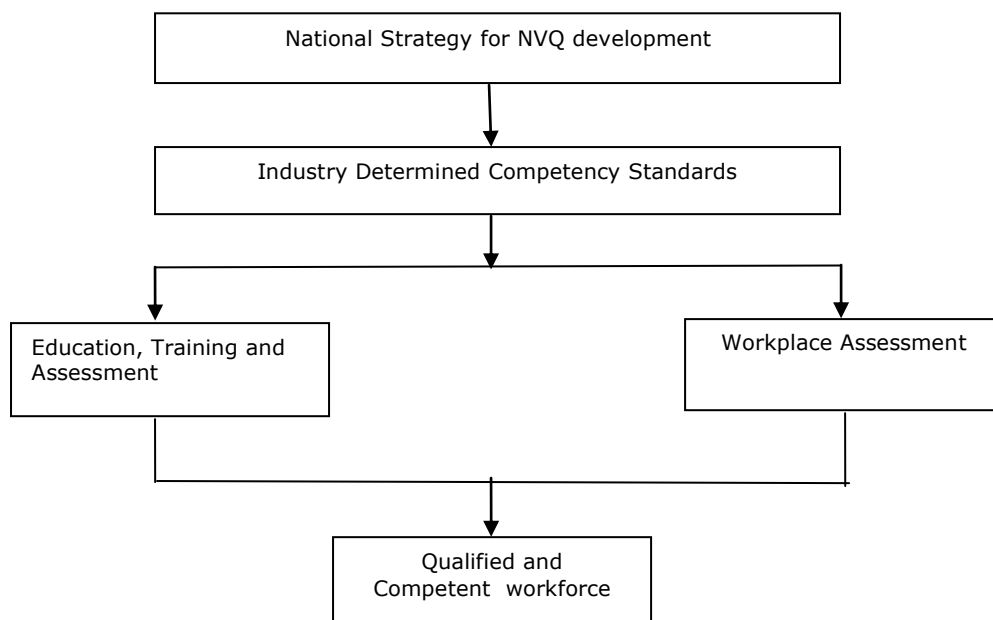 National Strategy for NVQ development
Industry Determined Competency Standards
Education, Training and
Assessment
Workplace Assessment
Qualified and
Competent workforce